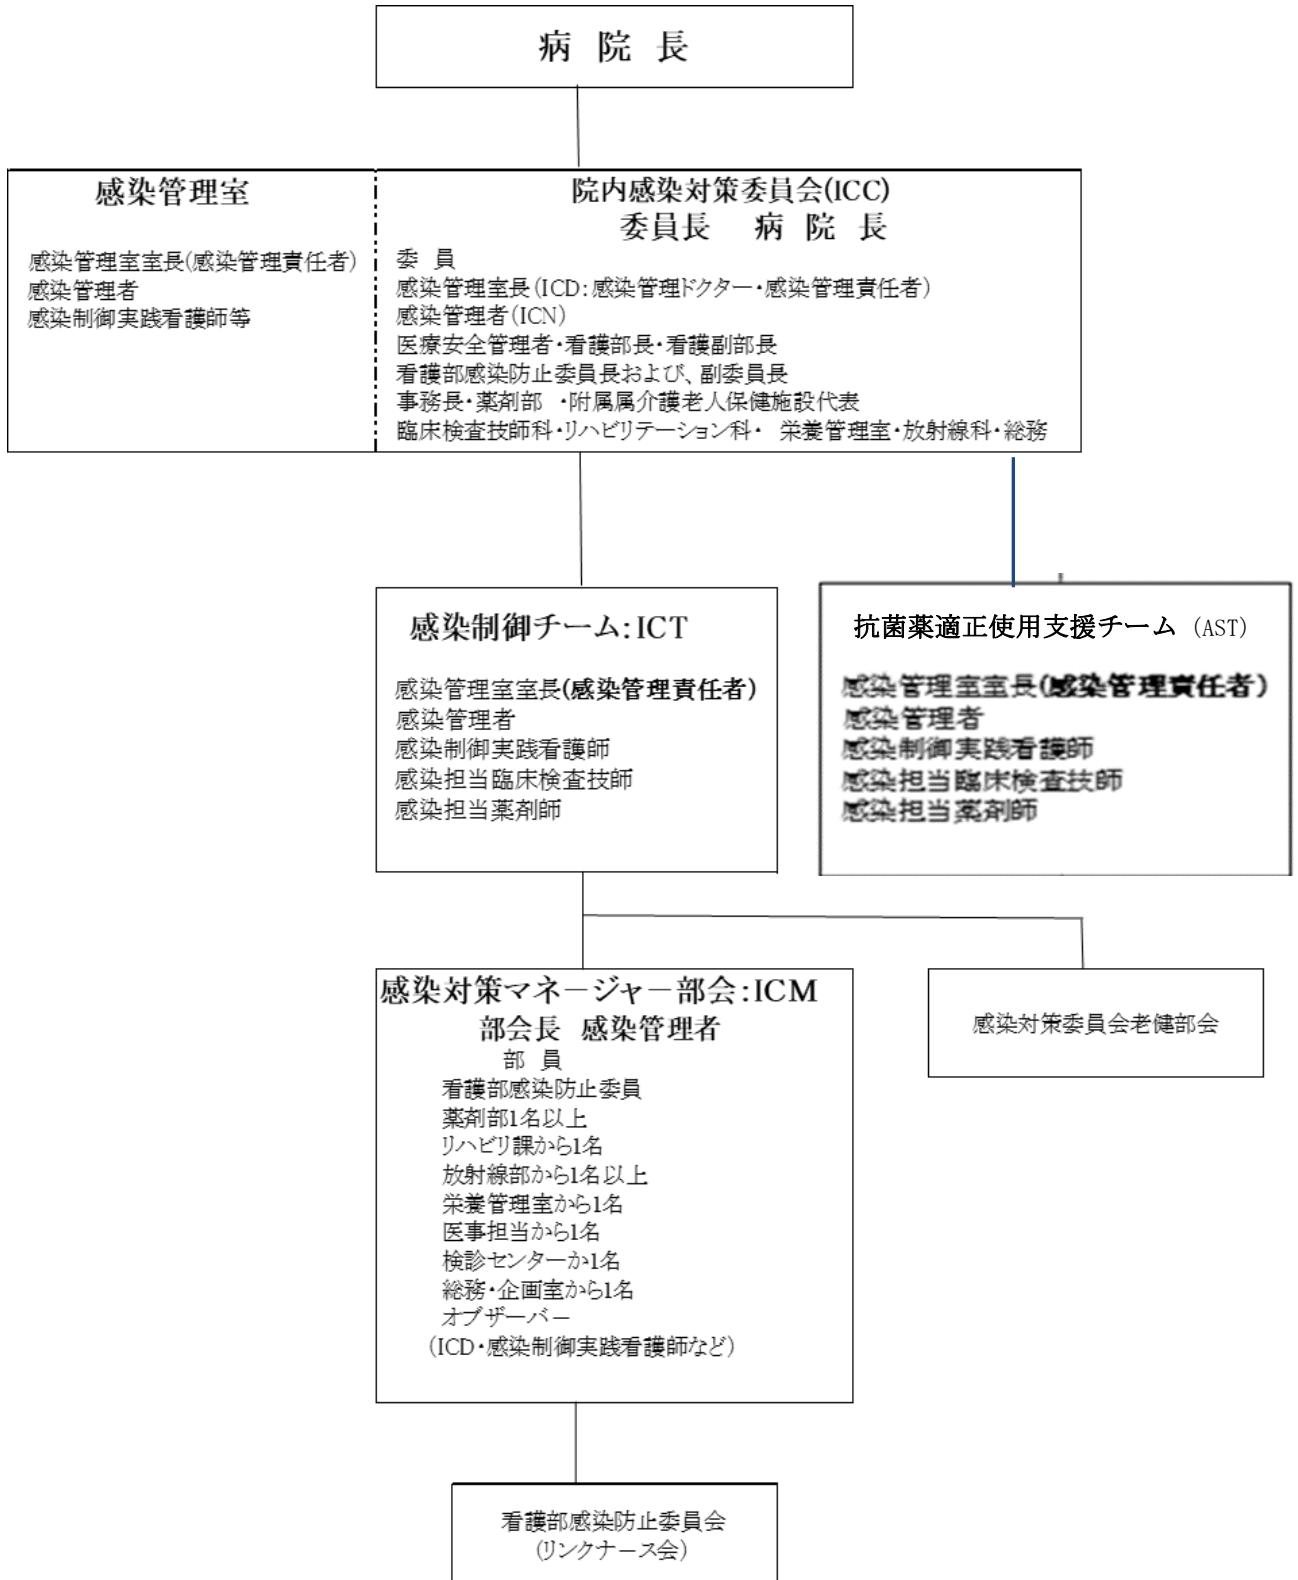 病 院 長
感染管理室
感染管理室室長(感染管理責任者)
感染管理者
感染制御実践看護師等
院内感染対策委員会(ICC)
委員長 病 院 長
委 員
感染管理室長(ICD:感染管理ドクター・感染管理責任者)
感染管理者(ICN)
医療安全管理者・看護部長・看護副部長
看護部感染防止委員長および、副委員長
事務長・薬剤部 ・附属属介護老人保健施設代表
臨床検査技師科・リハビリテーション科・ 栄養管理室・放射線科・総務
感染制御チーム:ICT
感染管理室室長(感染管理責任者)
感染管理者
感染制御実践看護師
感染担当臨床検査技師
感染担当薬剤師
抗菌薬適正使用支援チーム (AST)
感染管理室室長(感染管理責任者)
感染管理者
感染制御実践看護師
感染担当臨床検査技師
感染担当薬剤師
感染対策マネージャー部会:ICM
部会長 感染管理者
部 員
看護部感染防止委員
薬剤部1名以上
リハビリ課から1名
放射線部から1名以上
栄養管理室から1名
医事担当から1名
検診センターか1名
総務・企画室から1名
オブザーバー
(ICD・感染制御実践看護師など)
感染対策委員会老健部会
看護部感染防止委員会
(リンクナース会)